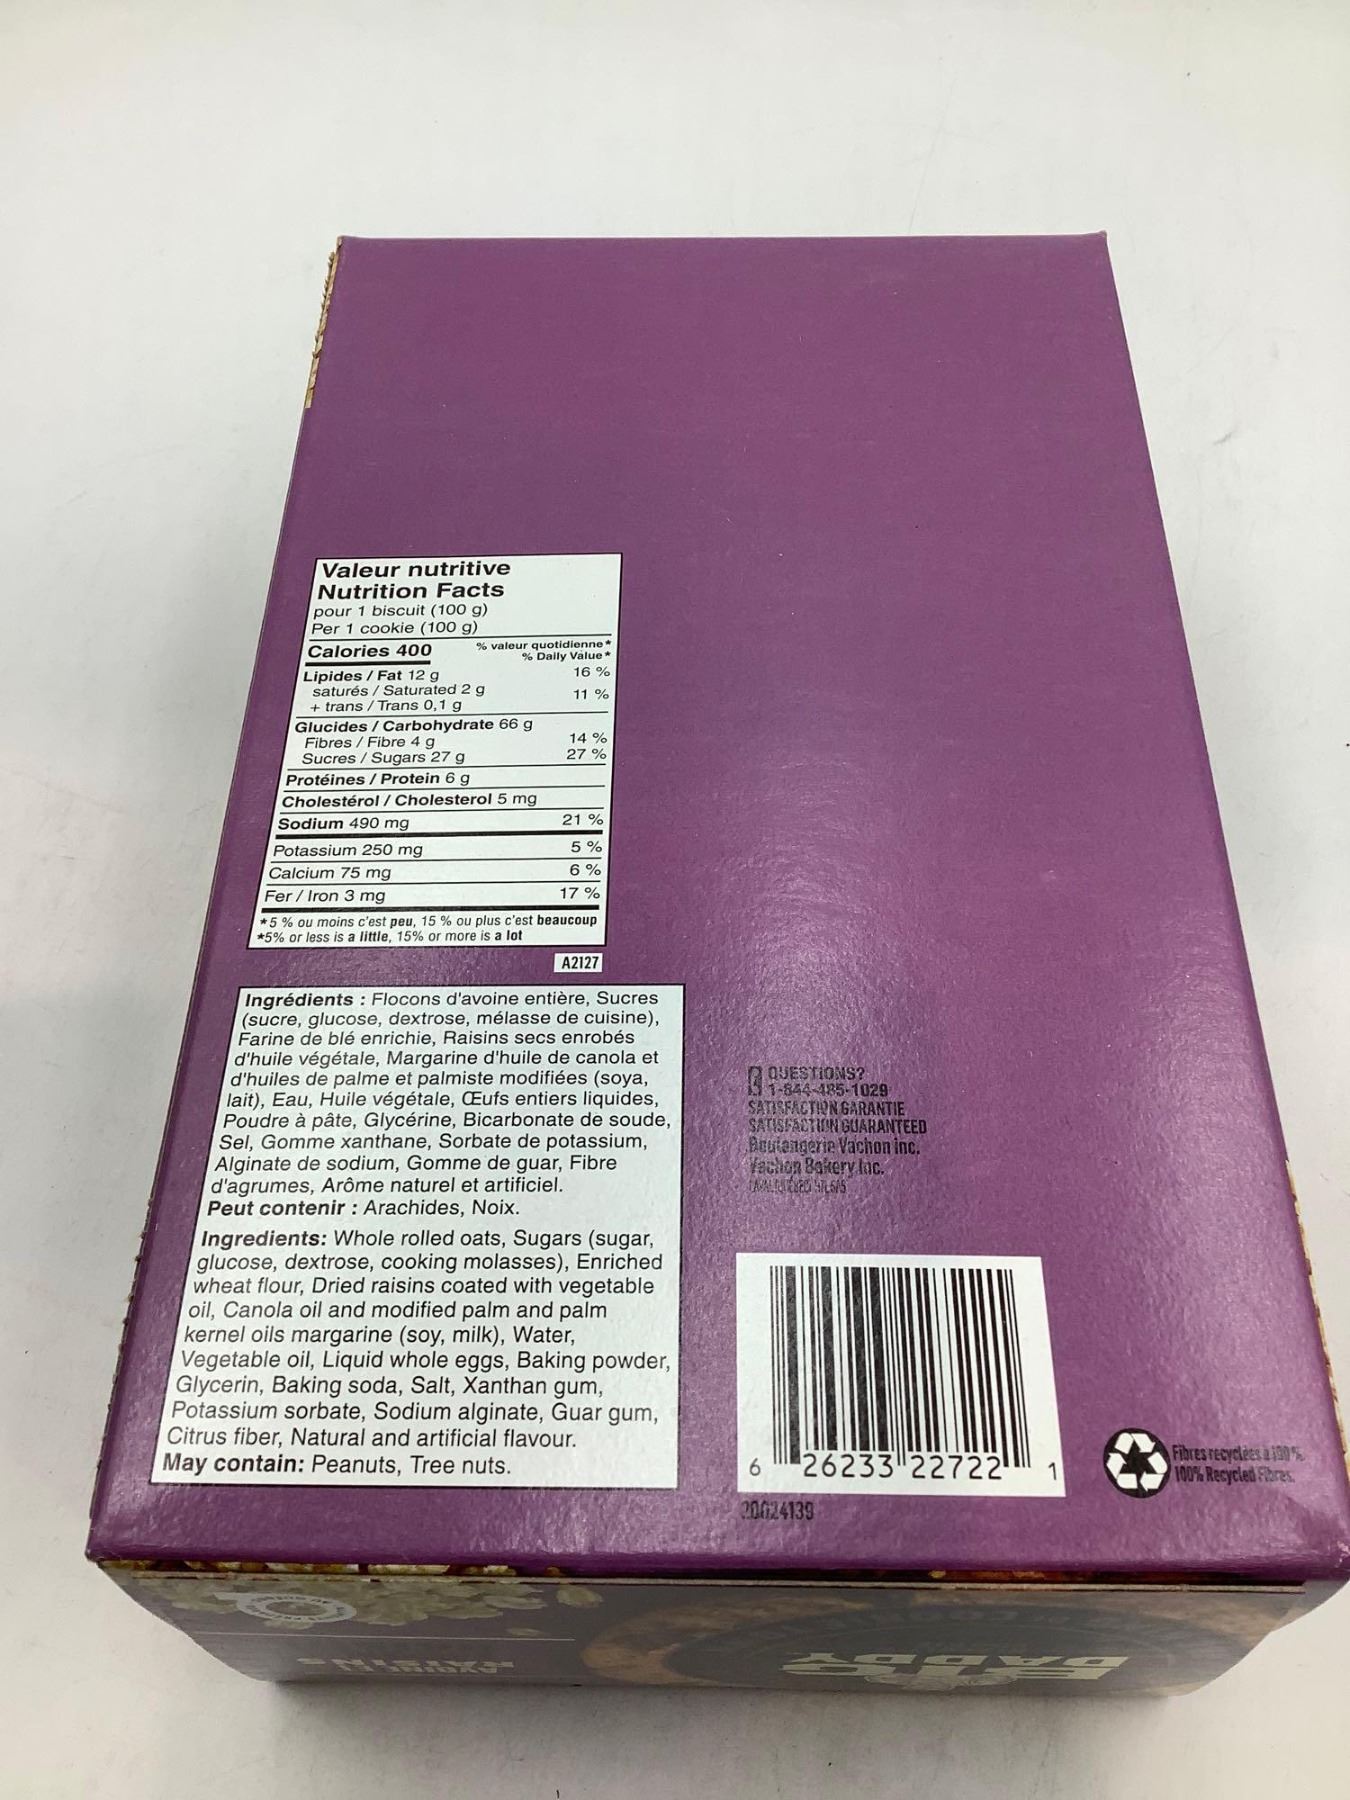 Valeur nutritive
Nutrition Facts
pour 1 biscuit (100 g)
Per 1 cookie (100 g)
Calories 400
% valeur quotidienne*
% Daily Value*
Lipides / Fat 12 g 16 %
saturés / Saturated 2 g
+ trans / Trans 0,1 g
11 %
Glucides / Carbohydrate 66 g
Fibres / Fibre 4 g 14 %
Sucres / Sugars 27 g 27 %
Protéines / Protein 6 g
Cholestérol / Cholesterol 5 mg
Sodium 490 mg 21 %
Potassium 250 mg 5 %
Calcium 75 mg 6 %
Fer / Iron 3 mg 17 %
*5 % ou moins c'est peu, 15 % ou plus c'est beaucoup
*5% or less is a little, 15% or more is a lot
A2127
Ingrédients : Flocons d'avoine entière, Sucres
(sucre, glucose, dextrose, mélasse de cuisine),
Farine de blé enrichie, Raisins secs enrobés
d'huile végétale, Margarine d'huile de canola et
d'huiles de palme et palmiste modifiées (soya,
lait), Eau, Huile végétale, Œufs entiers liquides,
Poudre à pâte, Glycérine, Bicarbonate de soude,
Sel, Gomme xanthane, Sorbate de potassium,
Alginate de sodium, Gomme de guar, Fibre
d'agrumes, Arôme naturel et artificiel.
Peut contenir : Arachides, Noix.
Ingredients: Whole rolled oats, Sugars (sugar,
glucose, dextrose, cooking molasses), Enriched
wheat flour, Dried raisins coated with vegetable
oil, Canola oil and modified palm and palm
kernel oils margarine (soy, milk), Water,
Vegetable oil, Liquid whole eggs, Baking powder,
Glycerin, Baking soda, Salt, Xanthan gum,
Potassium sorbate, Sodium alginate, Guar gum,
Citrus fiber, Natural and artificial flavour.
May contain: Peanuts, Tree nuts.
QUESTIONS?
1-844-485-1029
SATISFACTION GARANTIE
SATISFACTION GUARANTEED
Boulangerie Vachon inc.
Vachon Bakery Inc.
6 26233 22722 1
20024139
Fibres recyclées à 100 %
100% Recycled Fibres.
BIG
DADDY
AVOINE ET
RAISINS